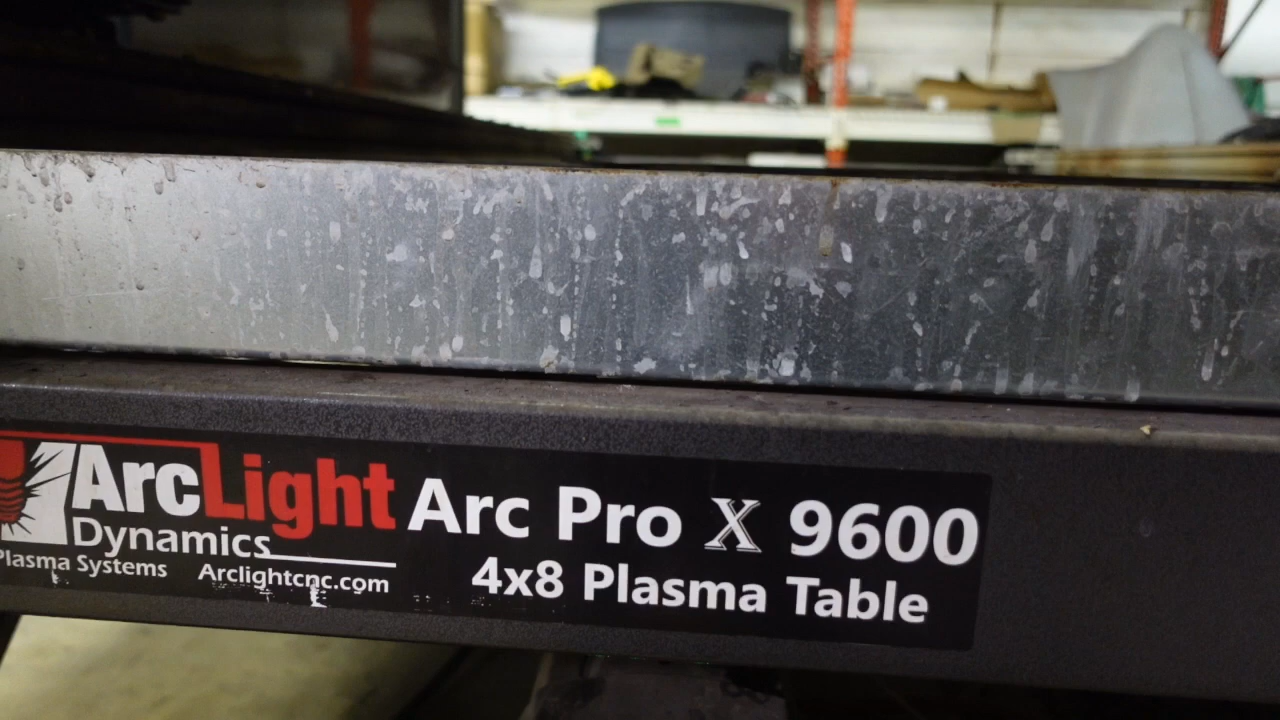 ArcLight
Dynamics
Plasma Systems
Arclightcnc.com
Arc Pro X 9600
4x8 Plasma Table